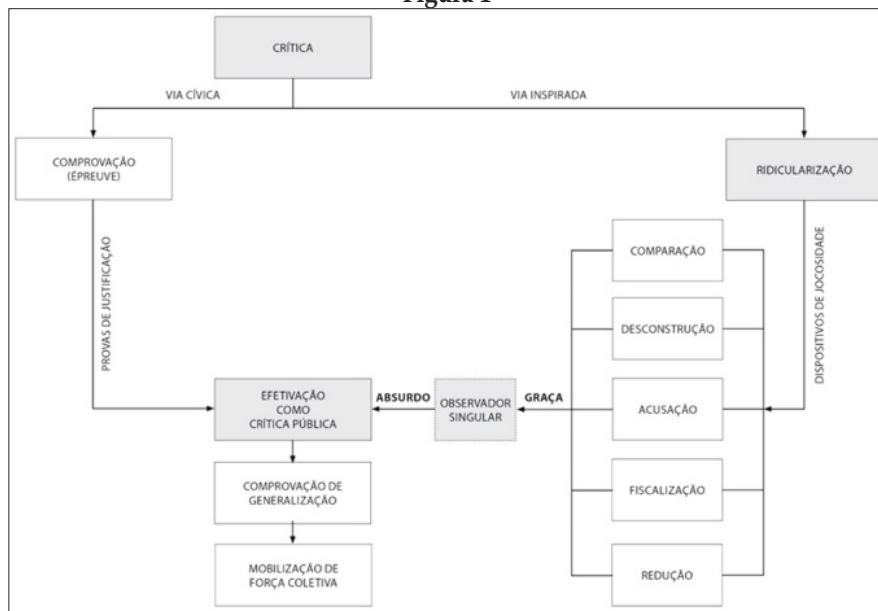 Figura 1
CRÍTICA
VIA CÍVICA
VIA INSPIRADA
COMPROVAÇÃO
(ÉPREUVE)
RIDICULARIZAÇÃO
PROVAS DE JUSTIFICAÇÃO
DISPOSITIVOS DE JOCOSIDADE
COMPARAÇÃO
DESCONSTRUÇÃO
ACUSAÇÃO
FISCALIZAÇÃO
REDUÇÃO
GRAÇA
OBSERVADOR
SINGULAR
ABSURDO
EFETIVAÇÃO
COMO
CRÍTICA PÚBLICA
COMPROVAÇÃO DE
GENERALIZAÇÃO
MOBILIZAÇÃO DE
FORÇA COLETIVA